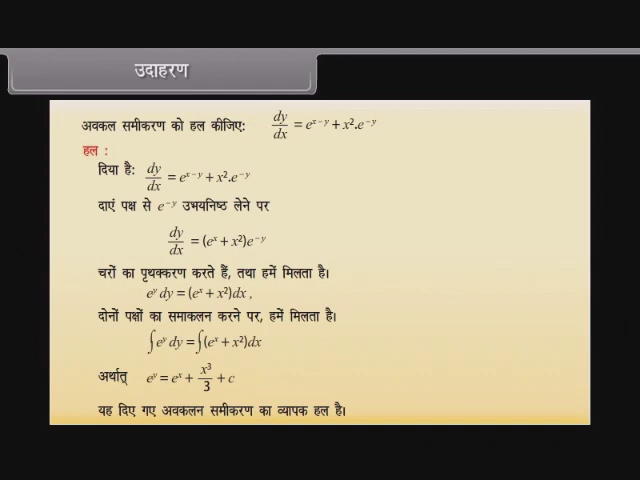 उदाहरण
अवकल समीकरण को हल कीजिए: dy/dx = e^(x−y) + x².e^(−y)
हल :
दिया है: dy/dx = e^(x−y) + x².e^(−y)
दाएं पक्ष से e^(−y) उभयनिष्ठ लेने पर
dy/dx = (e^x + x²)e^(−y)
चरों का पृथक्करण करते हैं, तथा हमें मिलता है।
e^y dy = (e^x + x²)dx,
दोनों पक्षों का समाकलन करने पर, हमें मिलता है।
∫e^y dy = ∫(e^x + x²)dx
अर्थात् e^y = e^x + x³/3 + c
यह दिए गए अवकलन समीकरण का व्यापक हल है।